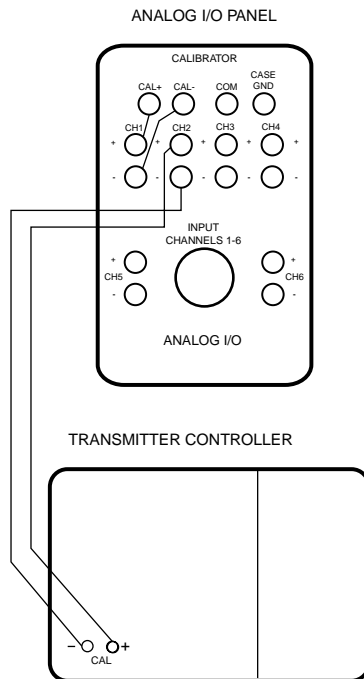 ANALOG I/O PANEL
CALIBRATOR
CAL+ CAL- COM CASE GND
CH1 CH2 CH3 CH4
+ + + + +
- - - - -
INPUT
CHANNELS 1-6
+ +
CH5 CH6
- -
ANALOG I/O
TRANSMITTER CONTROLLER
- +
CAL